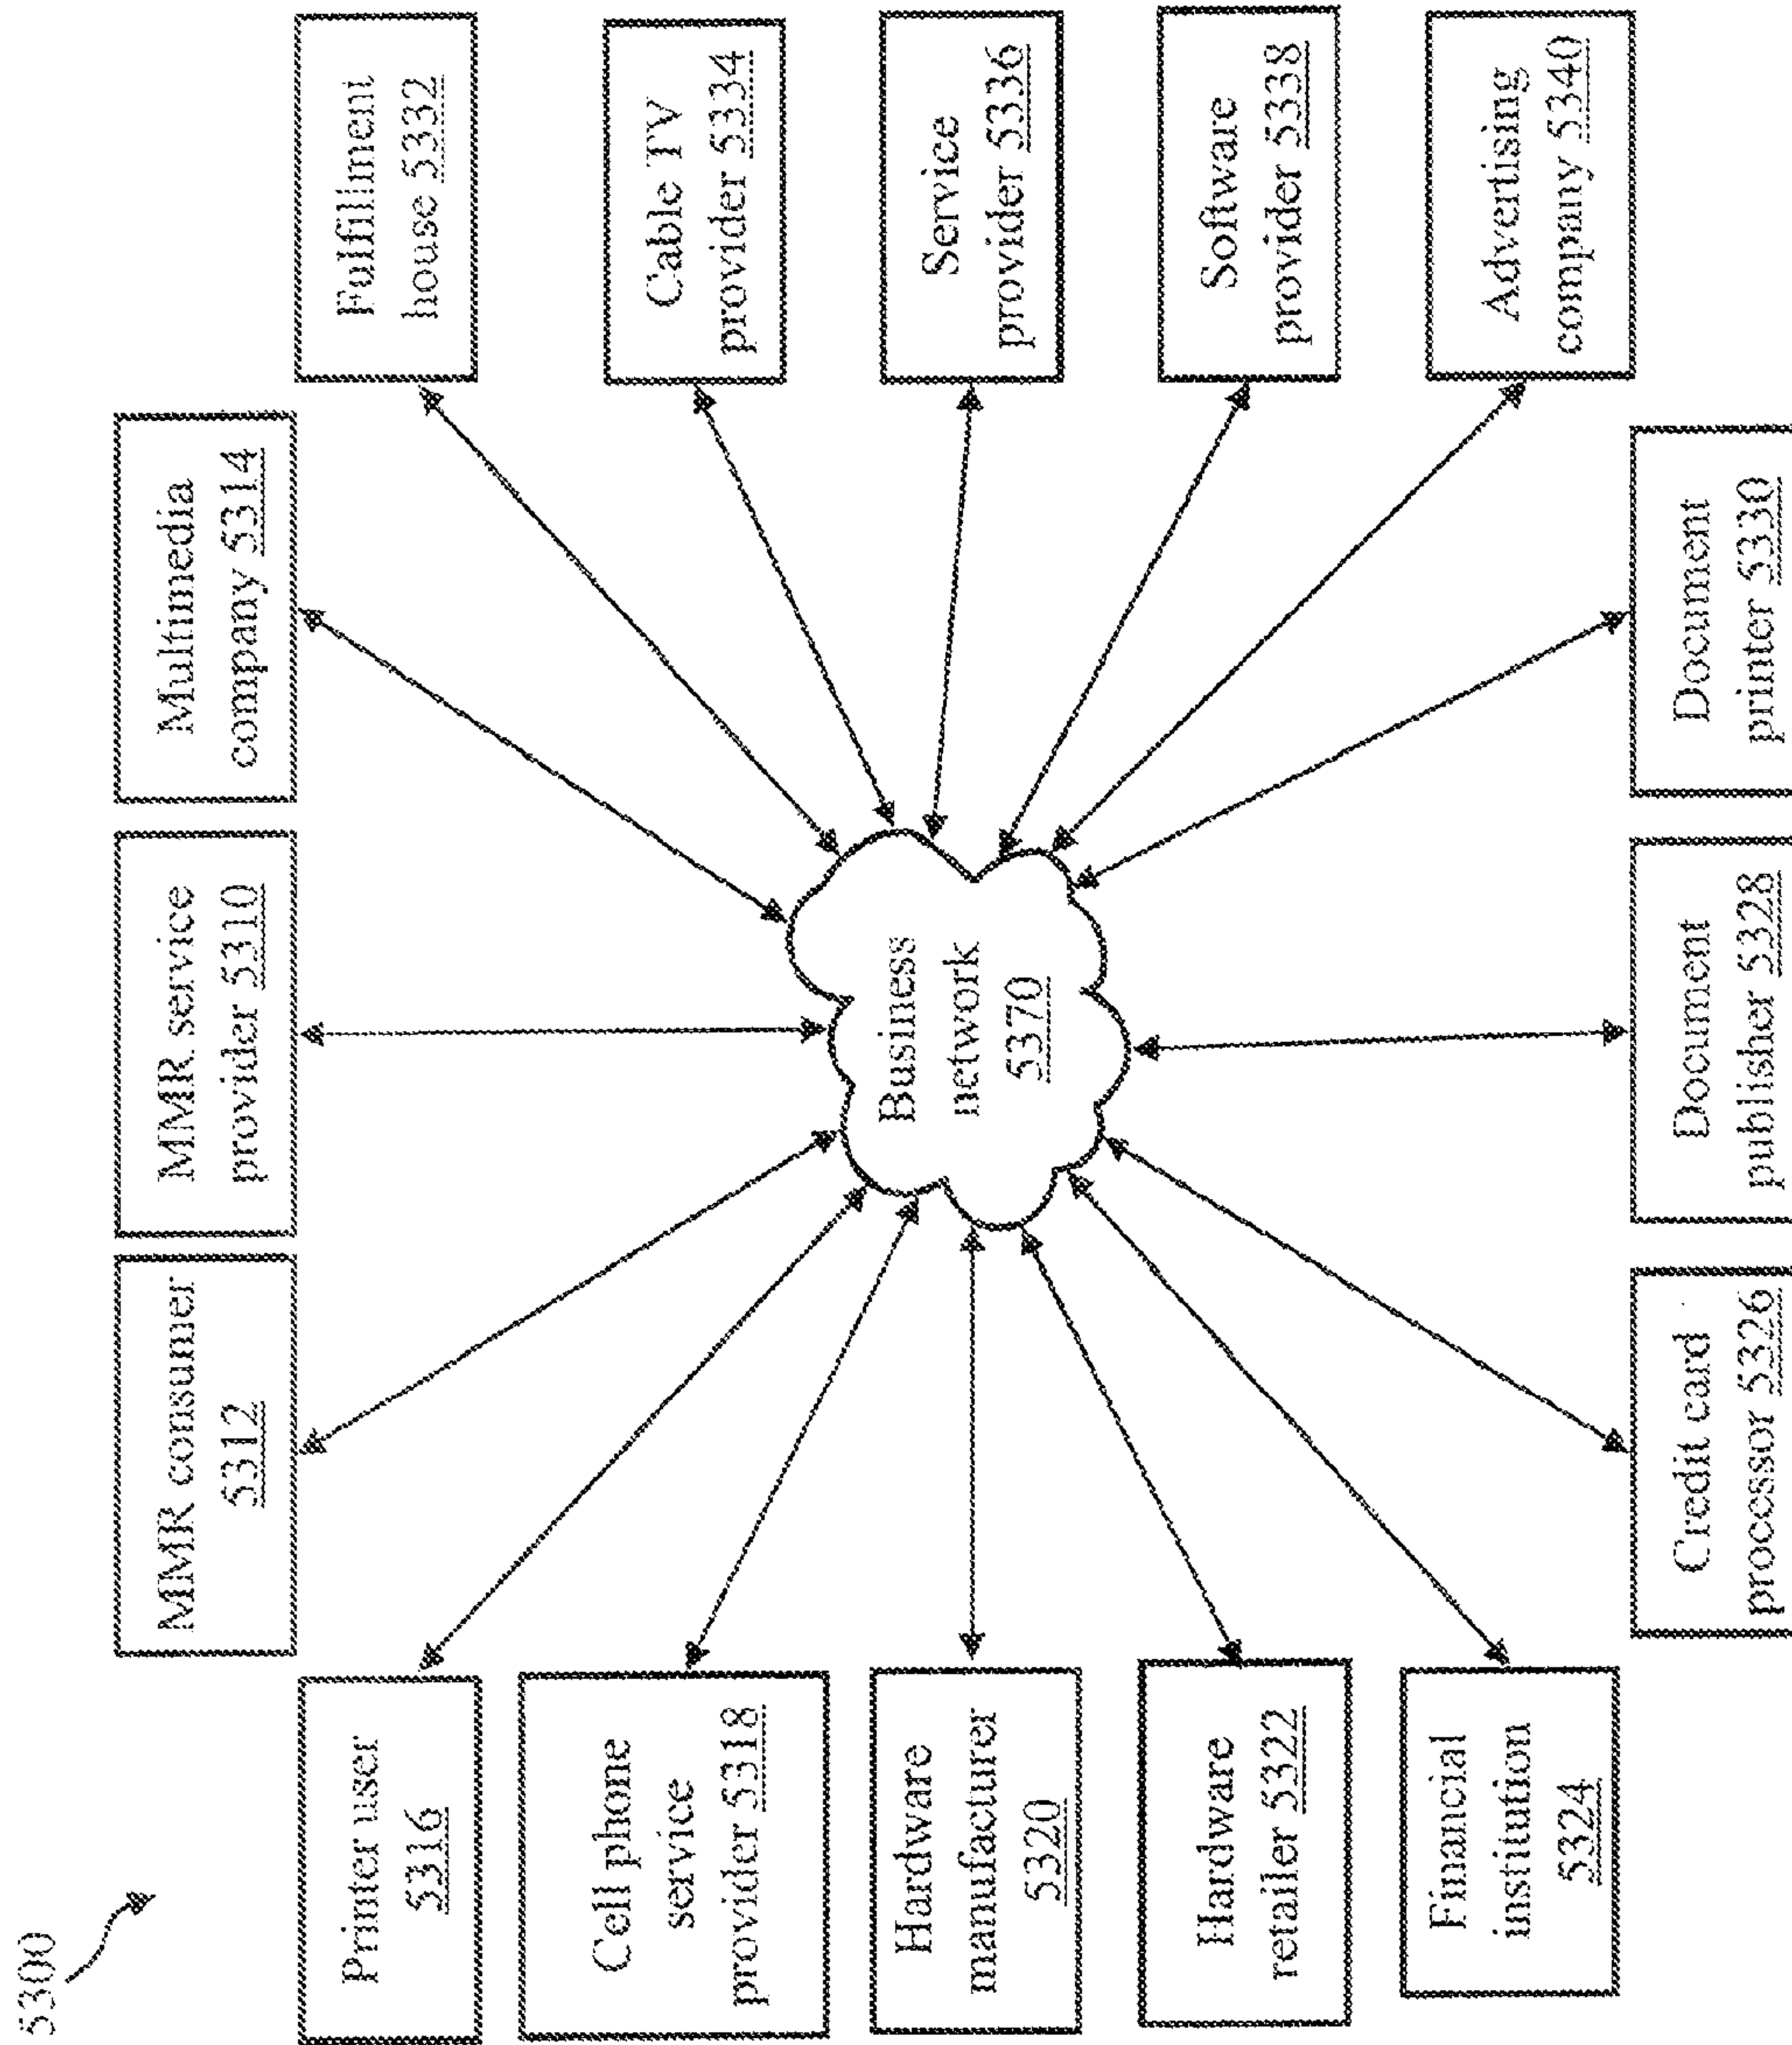 5300
MMR consumer
5312
MMR service
provider 5310
Multimedia
company 5314
Printer user
5316
Cell phone
service
provider 5318
Hardware
manufacturer
5320
Hardware
retailer 5322
Financial
institution
5324
Business
network
5370
Fulfillment
house 5332
Cable TV
provider 5334
Service
provider 5336
Software
provider 5338
Advertising
company 5340
Credit card
processor 5326
Document
publisher 5328
Document
printer 5330